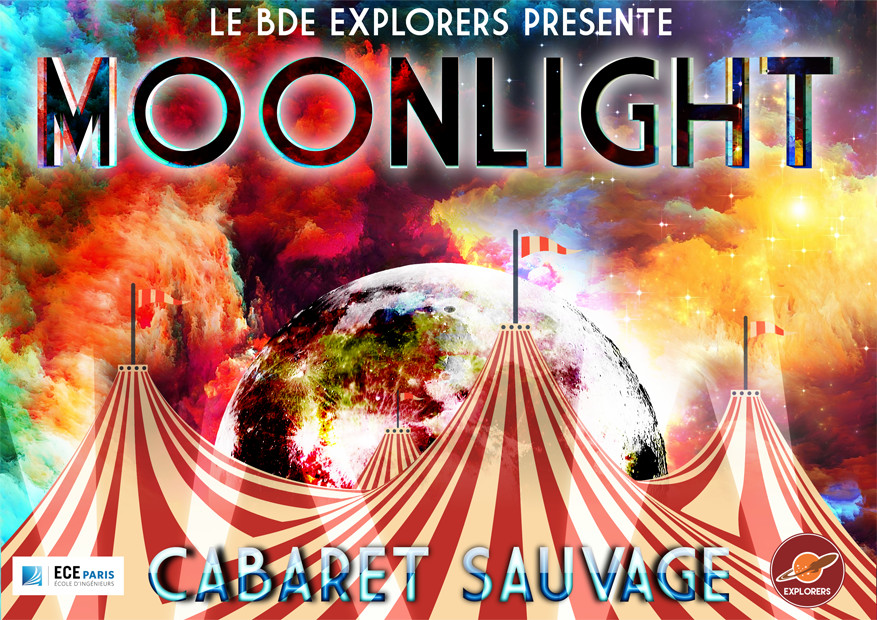 LE BDE EXPLORERS PRESENTE
MOONLIGHT
CABARET SAUVAGE
ECE PARIS
ÉCOLE D'INGÉNIEURS
EXPLORERS